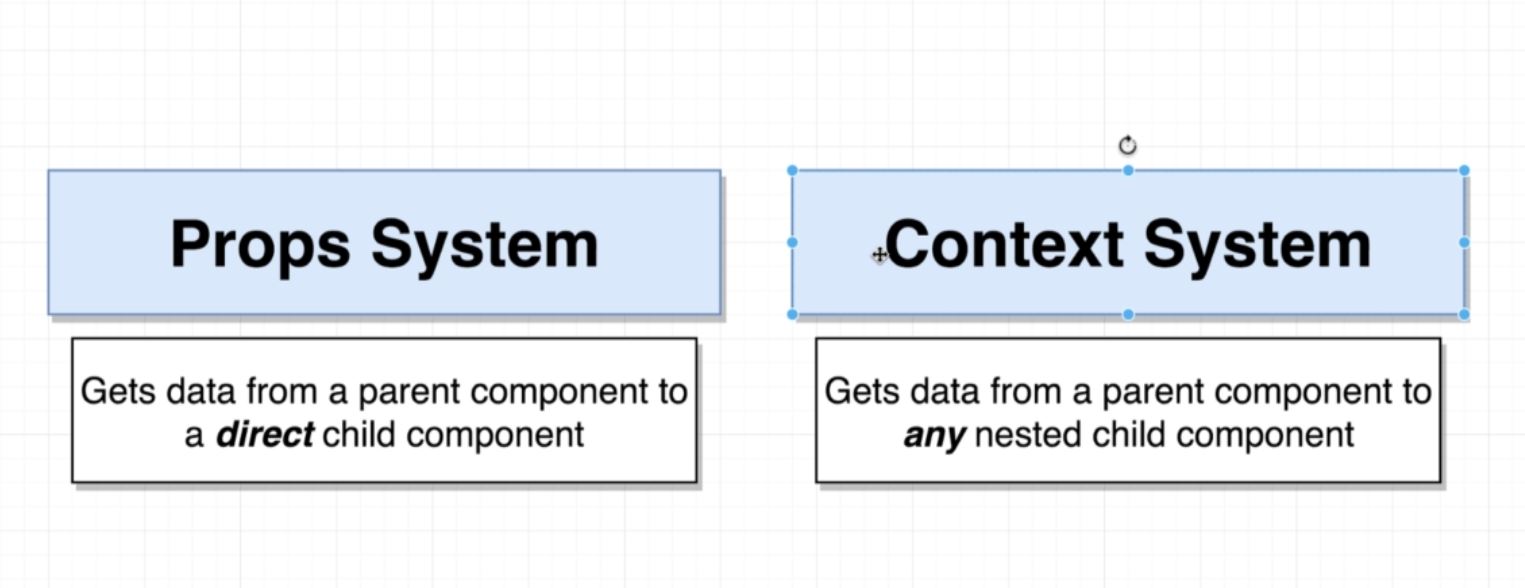 Props System
Gets data from a parent component to
a direct child component
Context System
Gets data from a parent component to
any nested child component